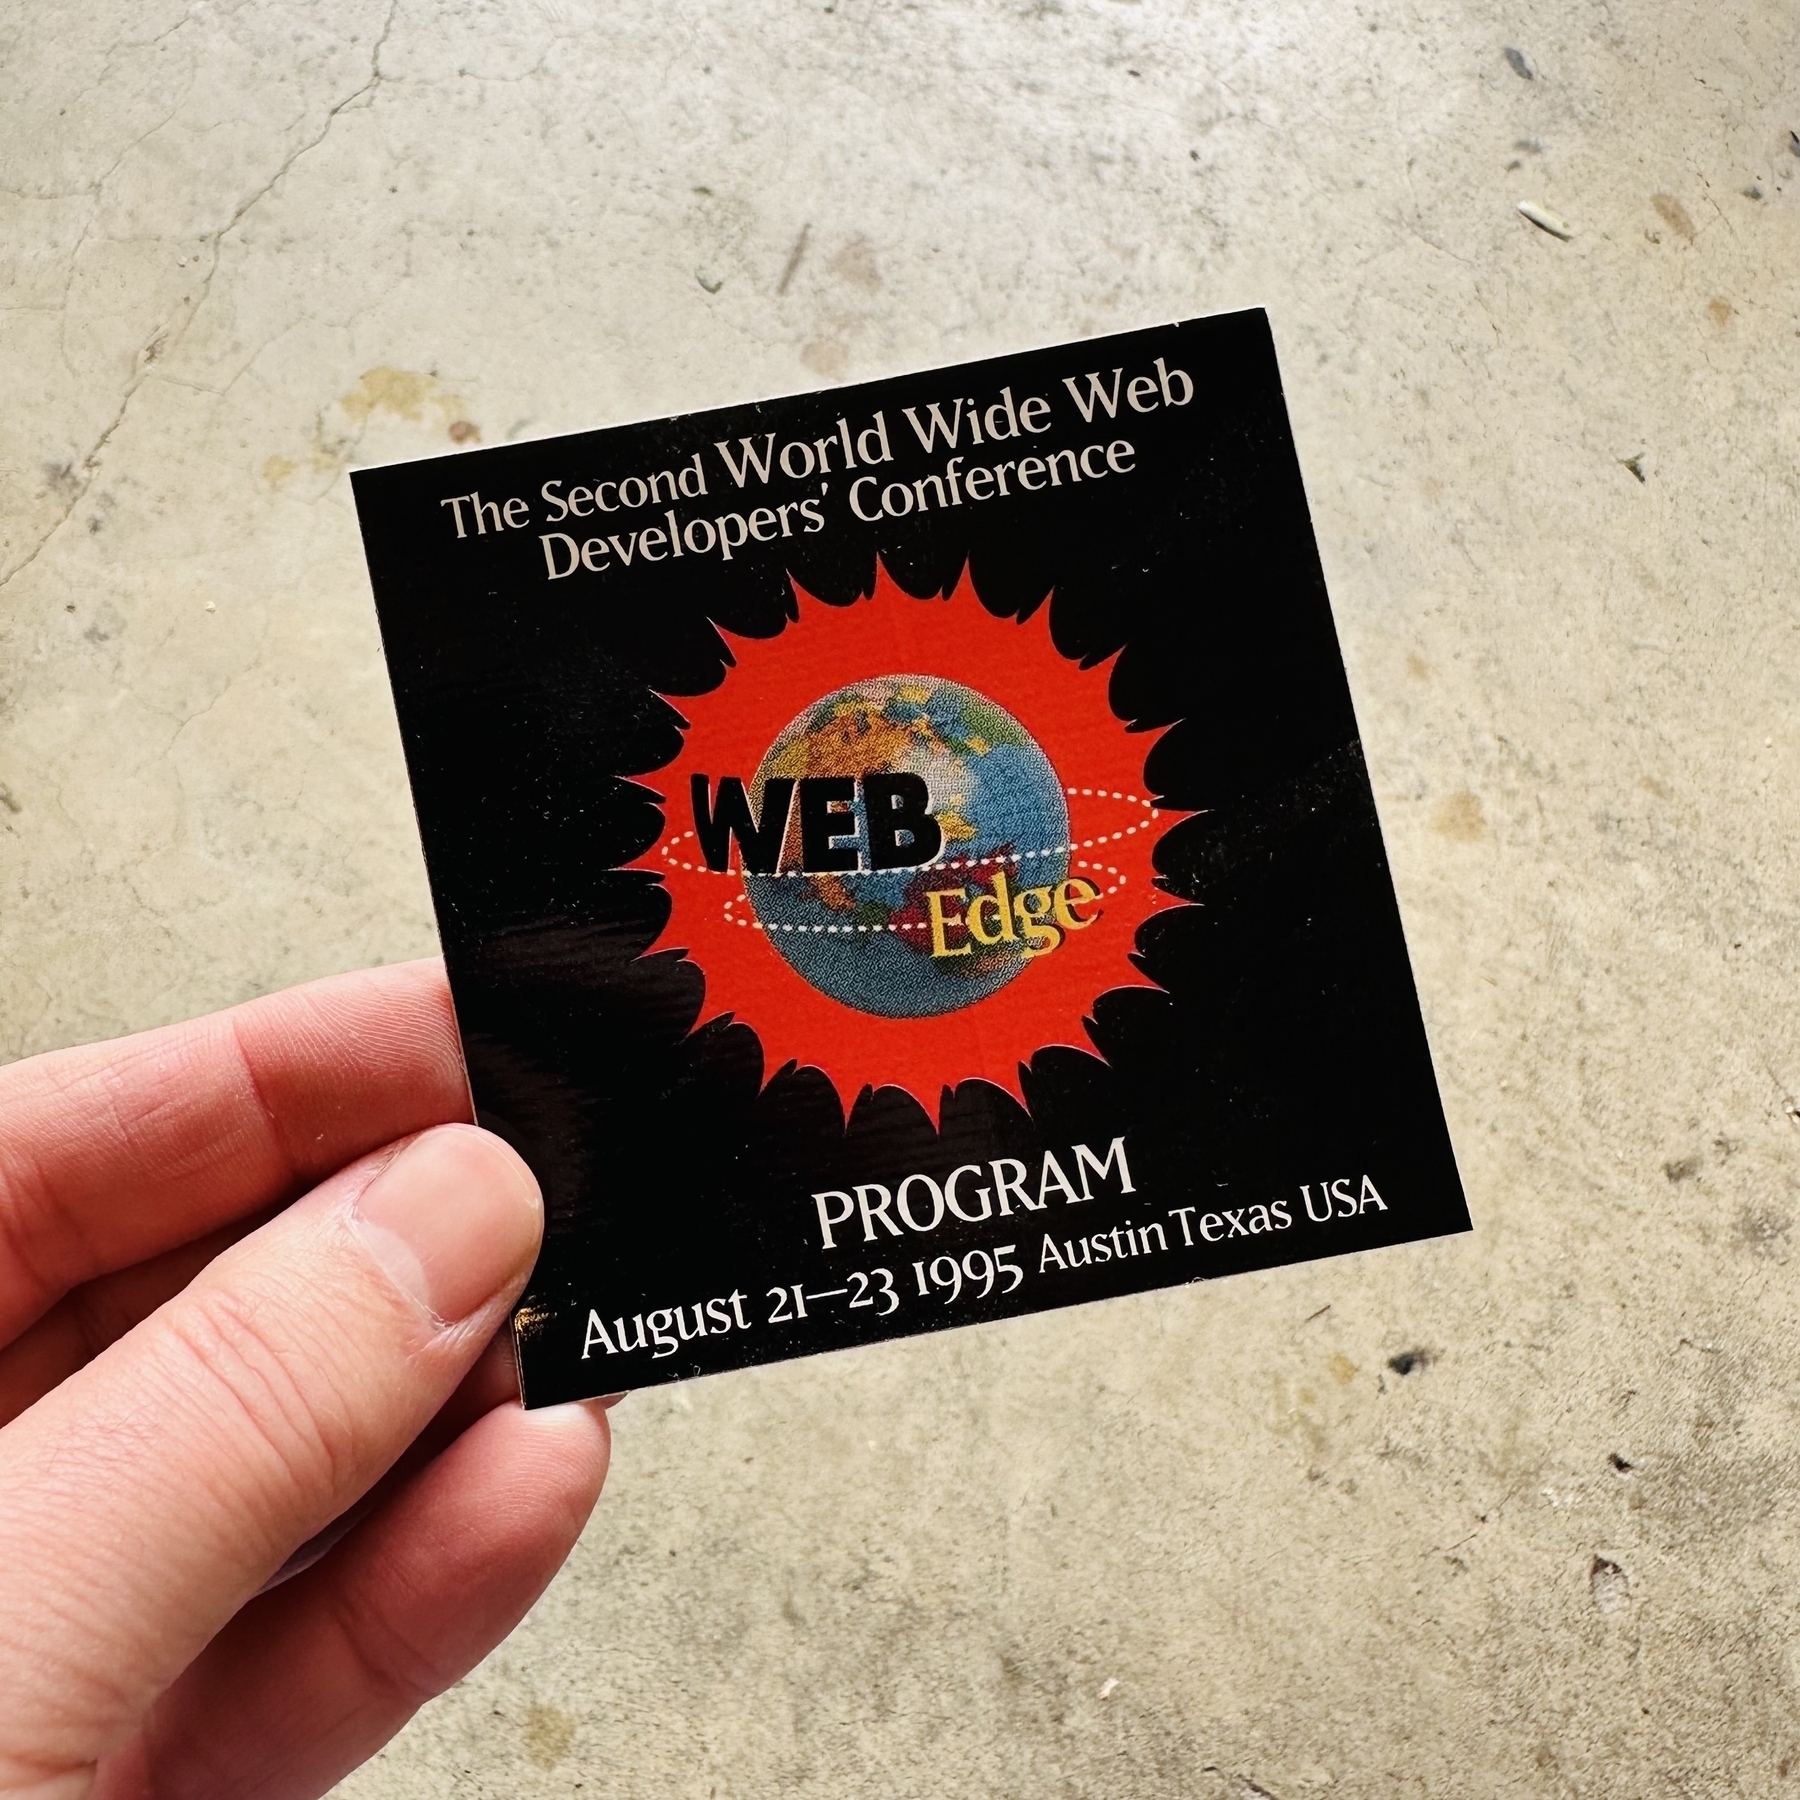 The Second World Wide Web
Developers' Conference
WEB
Edge
PROGRAM
August 21—23 1995 Austin Texas USA